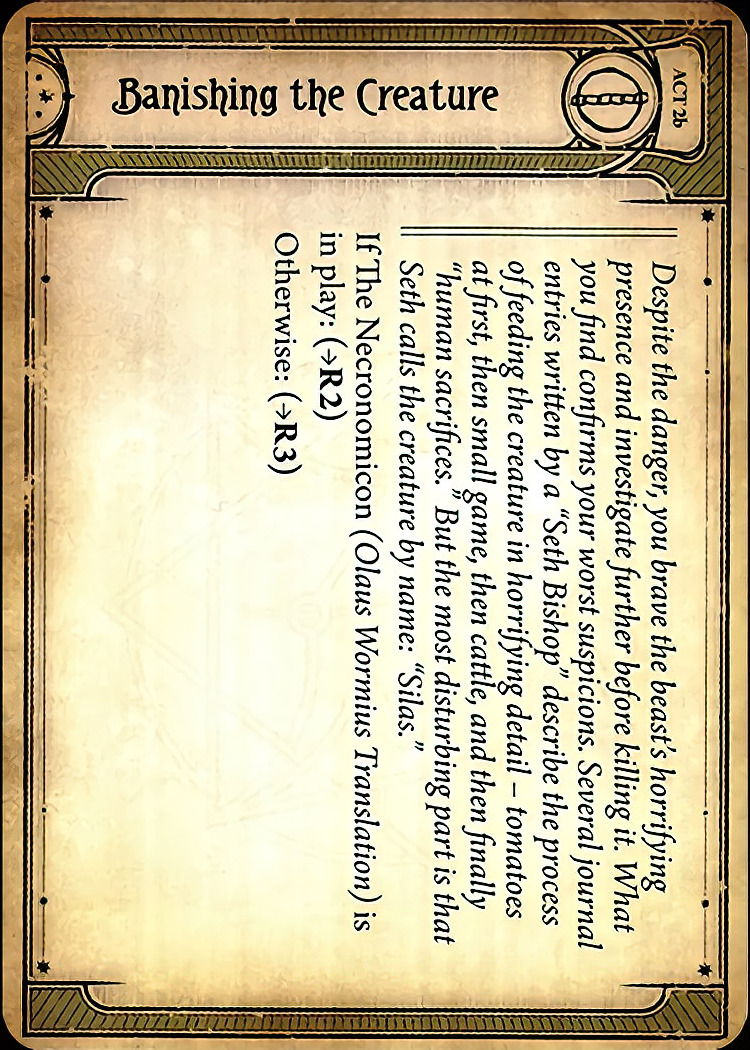 ACT 2b
Banishing the Creature
Despite the danger, you brave the beast's horrifying
presence and investigate further before killing it. What
you find confirms your worst suspicions. Several journal
entries written by a “Seth Bishop” describe the process
of feeding the creature in horrifying detail – tomatoes
at first, then small game, then cattle, and then finally
“human sacrifices.” But the most disturbing part is that
Seth calls the creature by name: “Silas.”
If The Necronomicon (Olaus Wormius Translation) is
in play: (→R2)
Otherwise: (→R3)